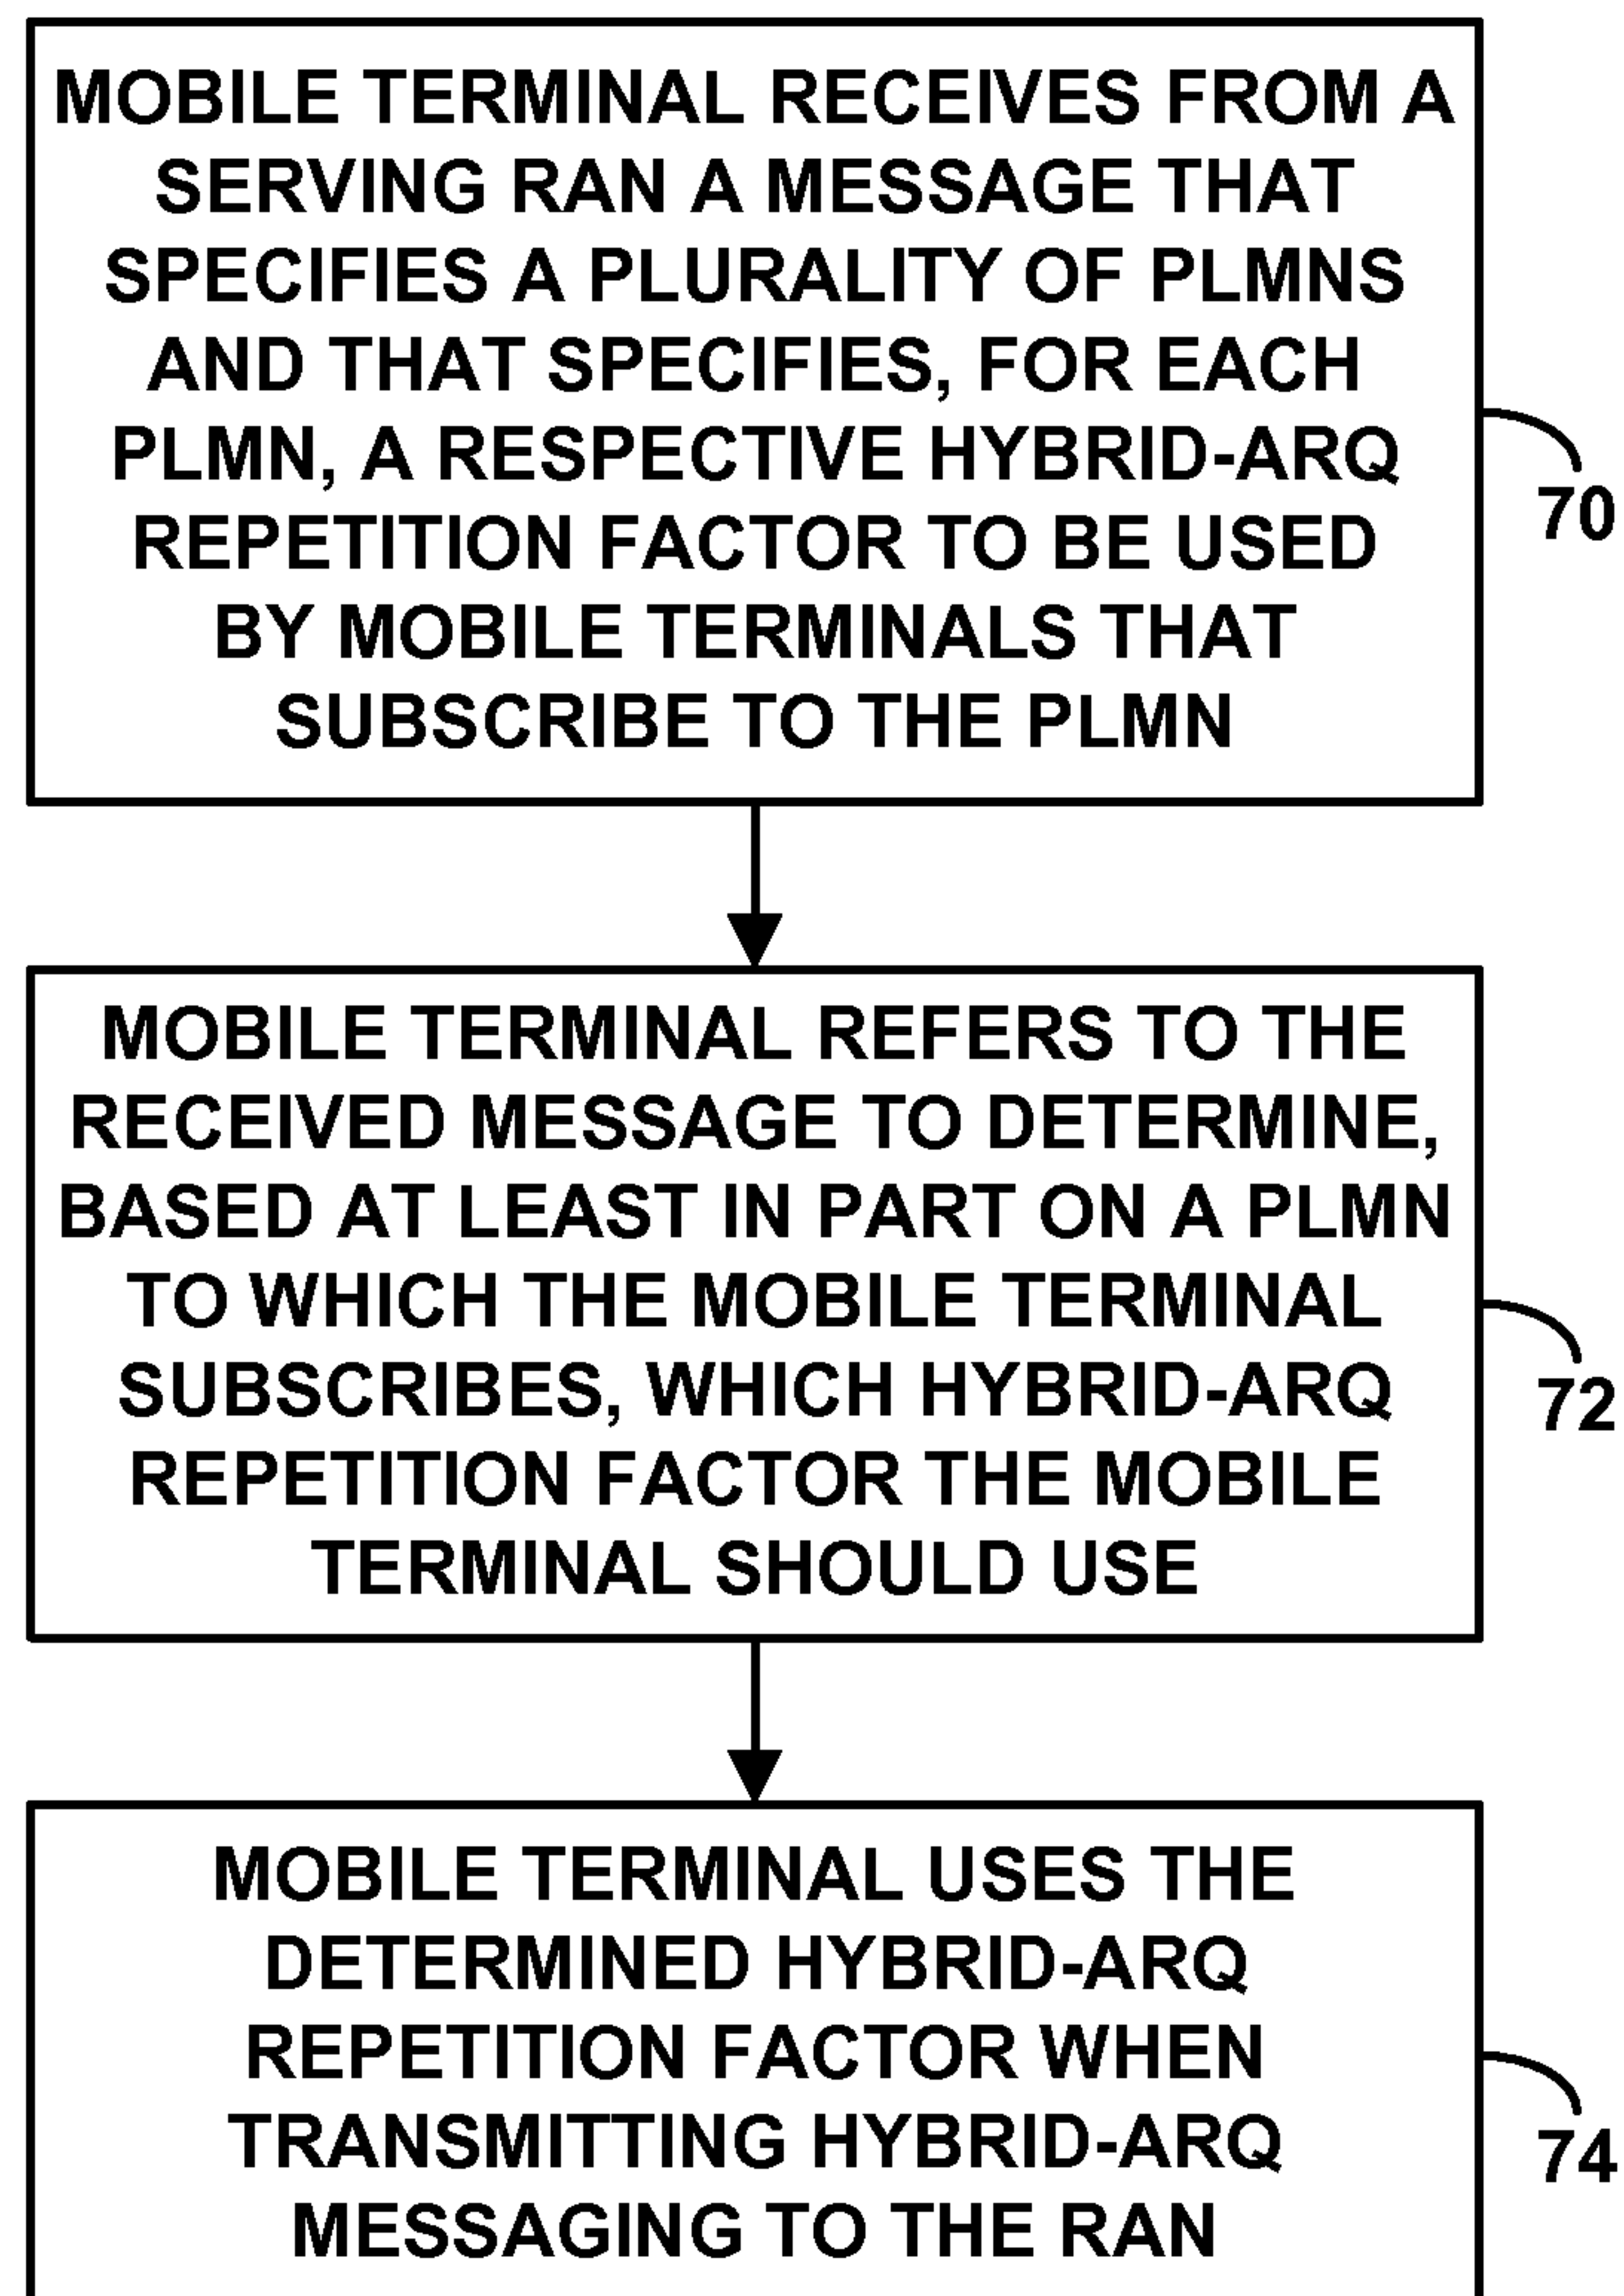 MOBILE TERMINAL RECEIVES FROM A
SERVING RAN A MESSAGE THAT
SPECIFIES A PLURALITY OF PLMNS
AND THAT SPECIFIES, FOR EACH
PLMN, A RESPECTIVE HYBRID-ARQ
REPETITION FACTOR TO BE USED
BY MOBILE TERMINALS THAT
SUBSCRIBE TO THE PLMN
70
MOBILE TERMINAL REFERS TO THE
RECEIVED MESSAGE TO DETERMINE,
BASED AT LEAST IN PART ON A PLMN
TO WHICH THE MOBILE TERMINAL
SUBSCRIBES, WHICH HYBRID-ARQ
REPETITION FACTOR THE MOBILE
TERMINAL SHOULD USE
72
MOBILE TERMINAL USES THE
DETERMINED HYBRID-ARQ
REPETITION FACTOR WHEN
TRANSMITTING HYBRID-ARQ
MESSAGING TO THE RAN
74